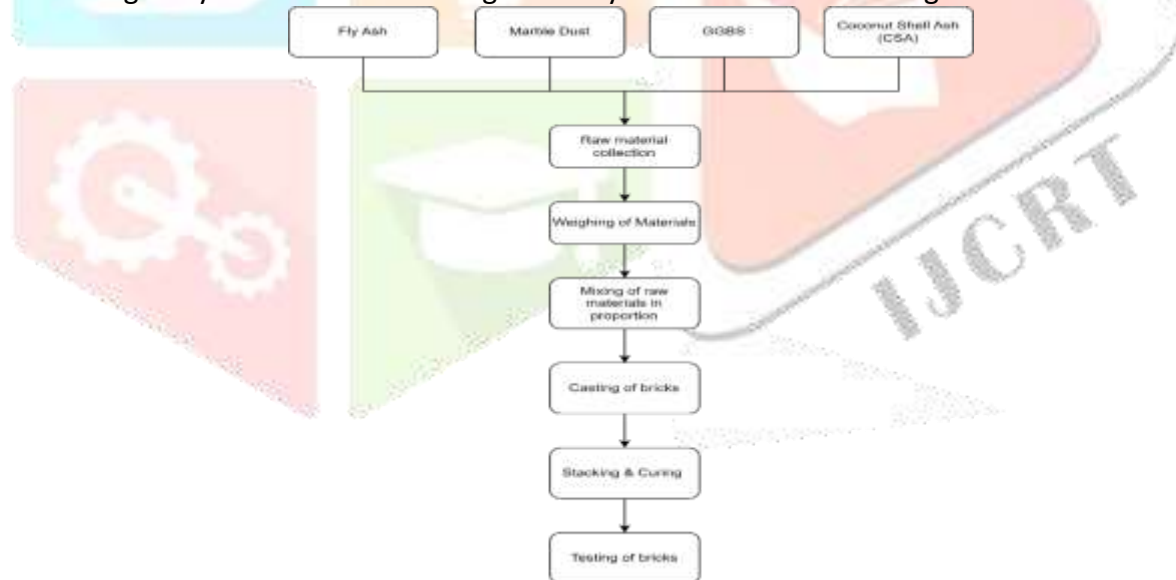 Fly Ash
Marble Dust
GGBS
Coconut Shell Ash
(CSA)
Raw material
collection
Weighing of Materials
Mixing of raw
materials in
proportion
Casting of bricks
Stacking & Curing
Testing of bricks
IJCRT